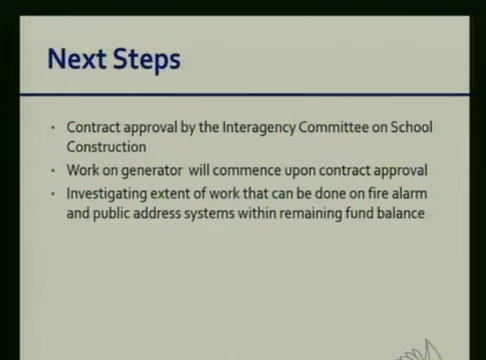 Next Steps
• Contract approval by the Interagency Committee on School
Construction
• Work on generator will commence upon contract approval
• Investigating extent of work that can be done on fire alarm
and public address systems within remaining fund balance